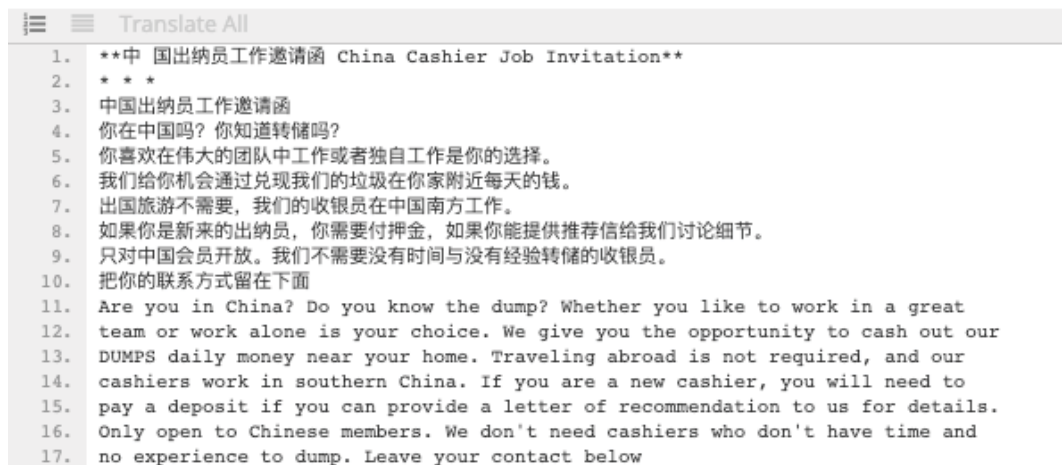 Translate All
1. **中 国出纳员工作邀请函 China Cashier Job Invitation**
2. * * *
3. 中国出纳员工作邀请函
4. 你在中国吗？你知道转储吗？
5. 你喜欢在伟大的团队中工作或者独自工作是你的选择。
6. 我们给你机会通过兑现我们的垃圾在你家附近每天的钱。
7. 出国旅游不需要，我们的收银员在中国南方工作。
8. 如果你是新来的出纳员，你需要付押金，如果你能提供推荐信给我们讨论细节。
9. 只对中国会员开放。我们不需要没有时间与没有经验转储的收银员。
10. 把你的联系方式留在下面
11. Are you in China? Do you know the dump? Whether you like to work in a great
12. team or work alone is your choice. We give you the opportunity to cash out our
13. DUMPS daily money near your home. Traveling abroad is not required, and our
14. cashiers work in southern China. If you are a new cashier, you will need to
15. pay a deposit if you can provide a letter of recommendation to us for details.
16. Only open to Chinese members. We don't need cashiers who don't have time and
17. no experience to dump. Leave your contact below